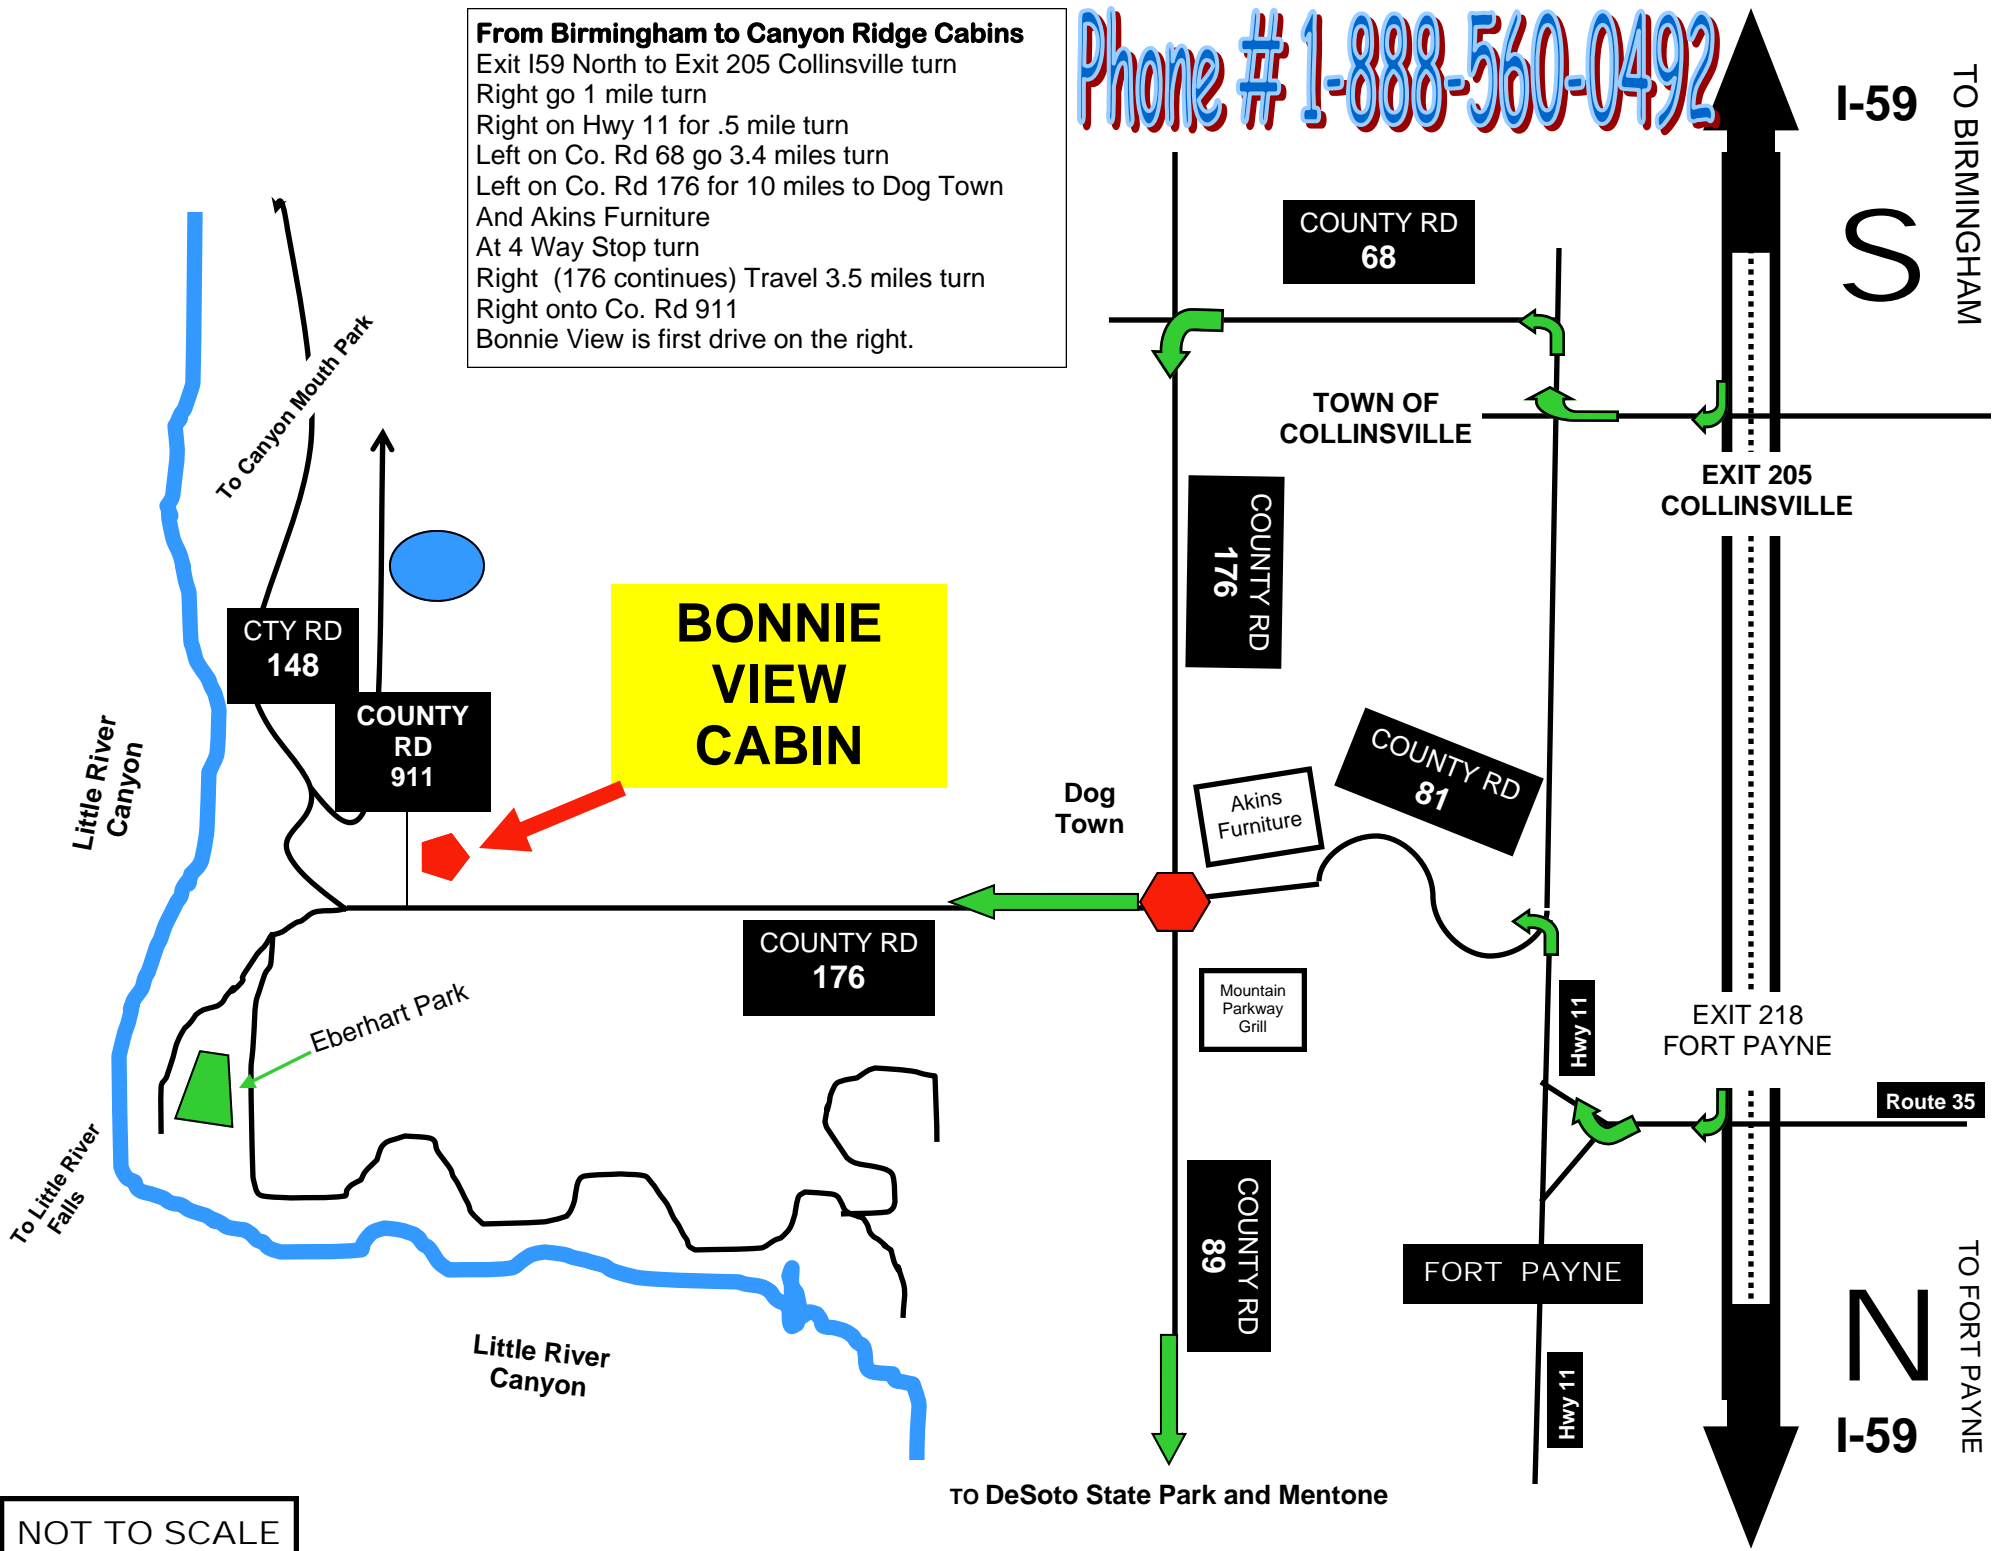 From Birmingham to Canyon Ridge Cabins
Exit I59 North to Exit 205 Collinsville turn
Right go 1 mile turn
Right on Hwy 11 for .5 mile turn
Left on Co. Rd 68 go 3.4 miles turn
Left on Co. Rd 176 for 10 miles to Dog Town
And Akins Furniture
At 4 Way Stop turn
Right (176 continues) Travel 3.5 miles turn
Right onto Co. Rd 911
Bonnie View is first drive on the right.
Phone # 1-888-560-0492
I-59
TO BIRMINGHAM
S
COUNTY RD
68
To Canyon Mouth Park
TOWN OF
COLLINSVILLE
EXIT 205
COLLINSVILLE
COUNTY RD
176
CTY RD
148
COUNTY
RD
911
BONNIE
VIEW
CABIN
Little River
Canyon
Dog
Town
Akins
Furniture
COUNTY RD
81
COUNTY RD
176
Mountain
Parkway
Grill
Hwy 11
EXIT 218
FORT PAYNE
Route 35
Eberhart Park
To Little River
Falls
COUNTY RD
89
FORT PAYNE
Hwy 11
N
I-59
TO FORT PAYNE
Little River
Canyon
TO DeSoto State Park and Mentone
NOT TO SCALE